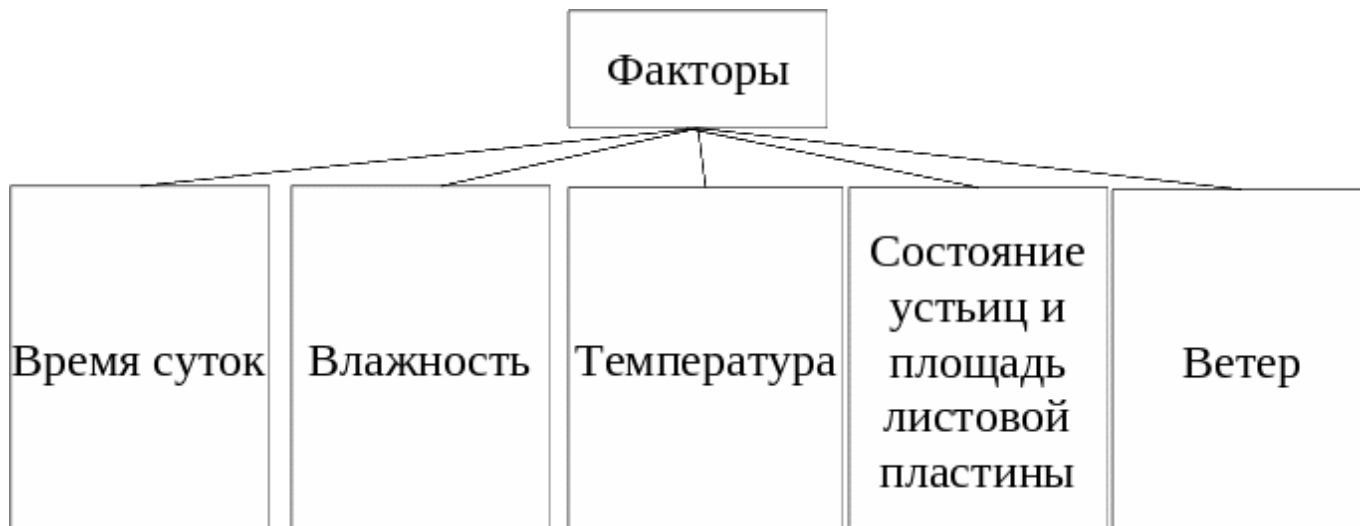 Факторы
Время суток
Влажность
Температура
Состояние
устьиц и
площадь
листовой
пластины
Ветер